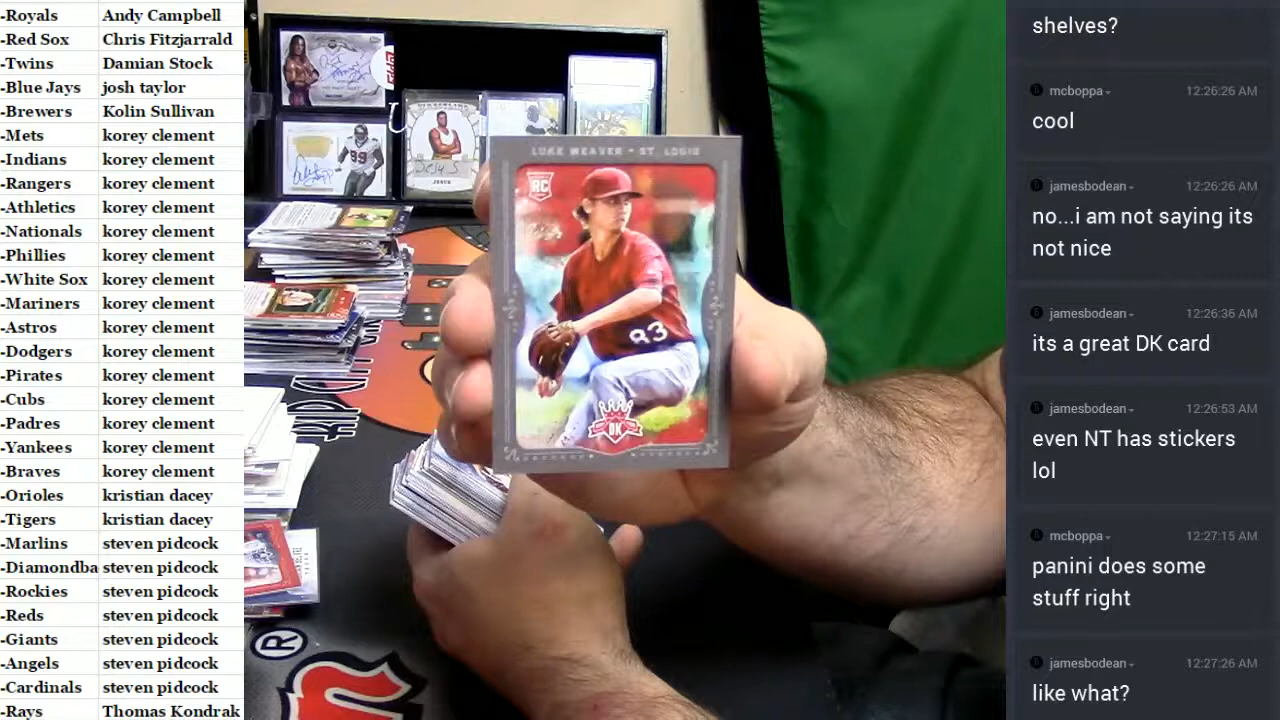 -Royals Andy Campbell
-Red Sox Chris Fitzjarrald
-Twins Damian Stock
-Blue Jays josh taylor
-Brewers Kolin Sullivan
-Mets korey clement
-Indians korey clement
-Rangers korey clement
-Athletics korey clement
-Nationals korey clement
-Phillies korey clement
-White Sox korey clement
-Mariners korey clement
-Astros korey clement
-Dodgers korey clement
-Pirates korey clement
-Cubs korey clement
-Padres korey clement
-Yankees korey clement
-Braves korey clement
-Orioles kristian dacey
-Tigers kristian dacey
-Marlins steven pidcock
-Diamondba steven pidcock
-Rockies steven pidcock
-Reds steven pidcock
-Giants steven pidcock
-Angels steven pidcock
-Cardinals steven pidcock
-Rays Thomas Kondrak
LUKE WEAVER • ST. LOUIS
RC
83
DK
99
JESUS
®
shelves?
mcboppa 12:26:26 AM
cool
jamesbodean 12:26:26 AM
no...i am not saying its
not nice
jamesbodean 12:26:36 AM
its a great DK card
jamesbodean 12:26:53 AM
even NT has stickers
lol
mcboppa 12:27:15 AM
panini does some
stuff right
jamesbodean 12:27:26 AM
like what?